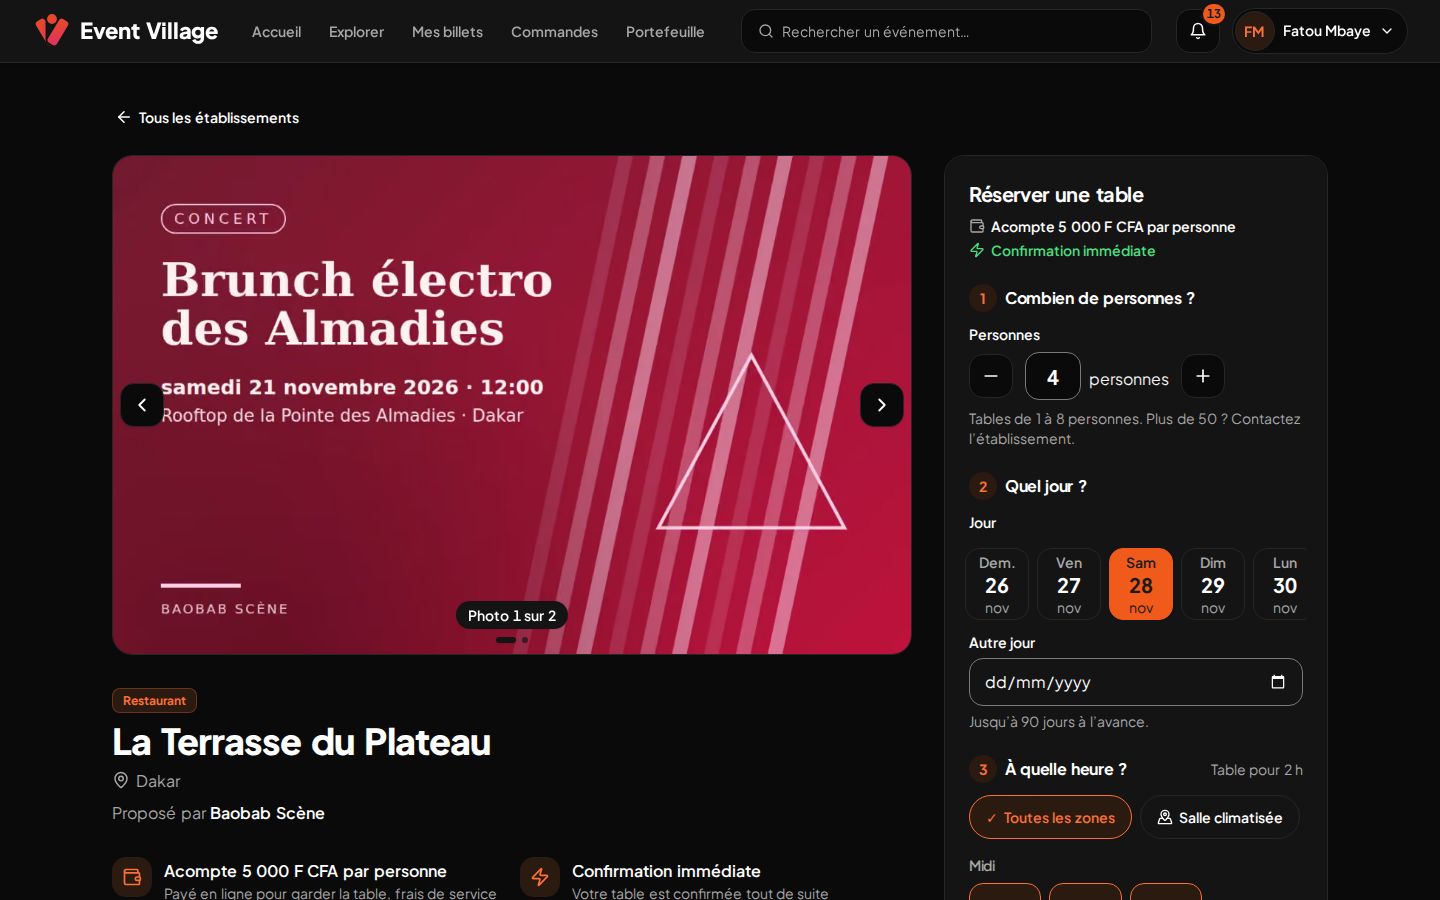 Event Village
Accueil
Explorer
Mes billets
Commandes
Portefeuille
Rechercher un événement...
13
FM
Fatou Mbaye
Tous les établissements
CONCERT
Brunch électro
des Almadies
samedi 21 novembre 2026 · 12:00
Rooftop de la Pointe des Almadies · Dakar
BAOBAB SCÈNE
Photo 1 sur 2
Restaurant
La Terrasse du Plateau
Dakar
Proposé par Baobab Scène
Acompte 5 000 F CFA par personne
Payé en ligne pour garder la table, frais de service
Confirmation immédiate
Votre table est confirmée tout de suite
Réserver une table
Acompte 5 000 F CFA par personne
Confirmation immédiate
1 Combien de personnes ?
Personnes
4 personnes
Tables de 1 à 8 personnes. Plus de 50 ? Contactez
l'établissement.
2 Quel jour ?
Jour
Dem. Ven Sam Dim Lun
26 27 28 29 30
nov nov nov nov nov
Autre jour
dd/mm/yyyy
Jusqu'à 90 jours à l'avance.
3 À quelle heure ? Table pour 2 h
✓ Toutes les zones Salle climatisée
Midi